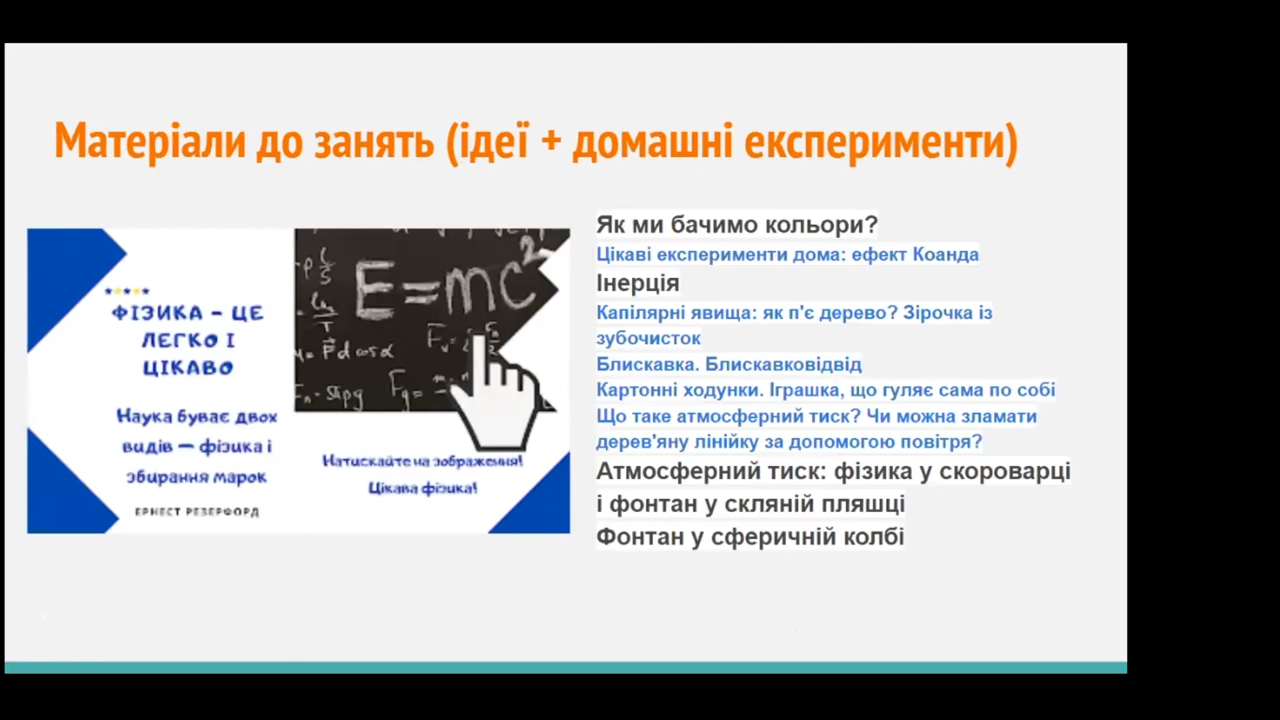 Матеріали до занять (ідеї + домашні експерименти)
ФІЗИКА – ЦЕ
ЛЕГКО І
ЦІКАВО
Наука буває двох
видів — фізика і
збирання марок
ЕРНЕСТ РЕЗЕРФОРД
E=mc²
Натискайте на зображення!
Цікава фізика!
Як ми бачимо кольори?
Цікаві експерименти дома: ефект Коанда
Інерція
Капілярні явища: як п'є дерево? Зірочка із
зубочисток
Блискавка. Блискавковідвід
Картонні ходунки. Іграшка, що гуляє сама по собі
Що таке атмосферний тиск? Чи можна зламати
дерев'яну лінійку за допомогою повітря?
Атмосферний тиск: фізика у скороварці
і фонтан у скляній пляшці
Фонтан у сферичній колбі